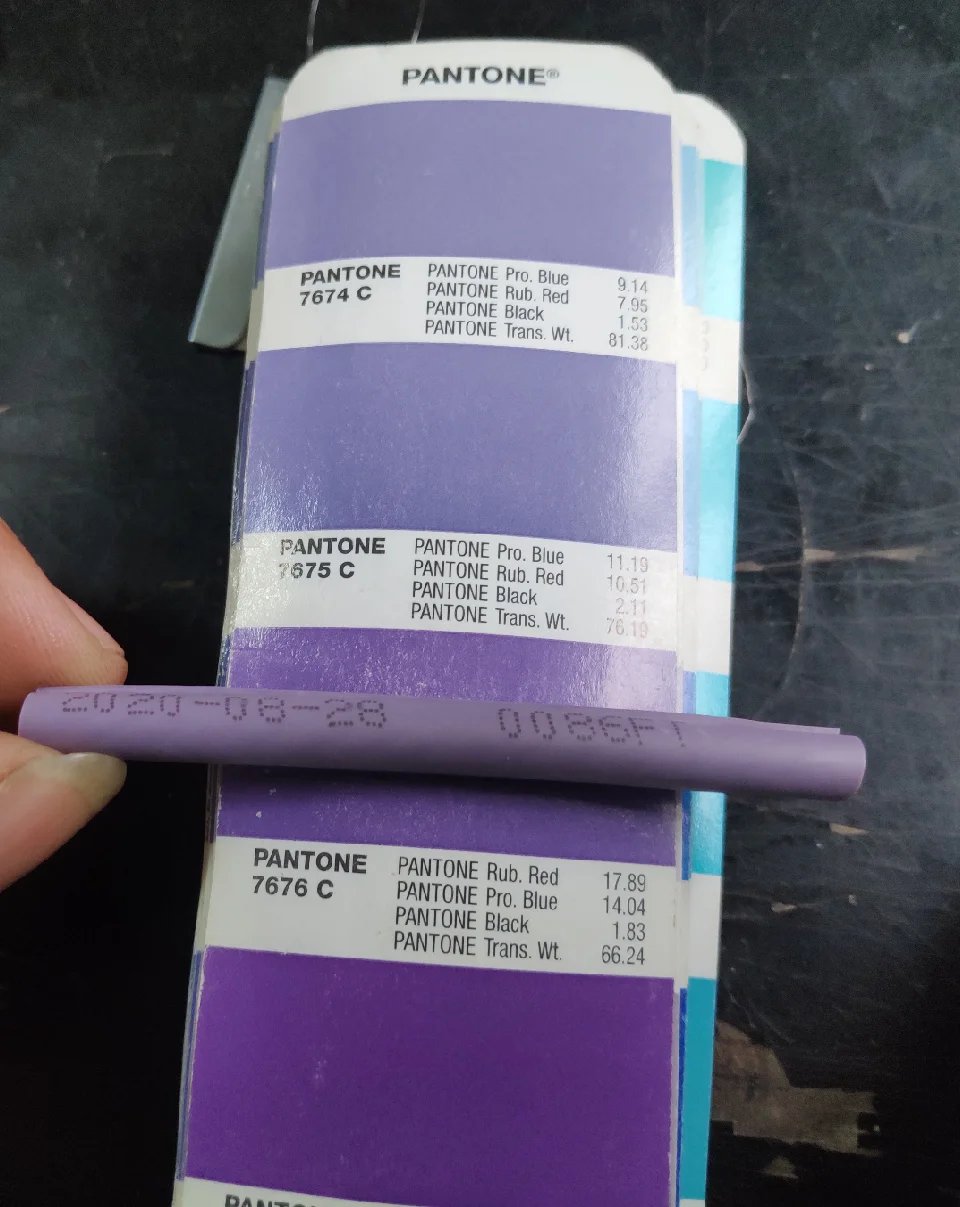 PANTONE®
PANTONE
7674 C
PANTONE Pro. Blue 9.14
PANTONE Rub. Red 7.95
PANTONE Black 1.53
PANTONE Trans. Wt. 81.38
PANTONE
7675 C
PANTONE Pro. Blue 11.19
PANTONE Rub. Red 10.51
PANTONE Black 2.11
PANTONE Trans. Wt. 76.19
2020-08-28 0086F1
PANTONE
7676 C
PANTONE Rub. Red 17.89
PANTONE Pro. Blue 14.04
PANTONE Black 1.83
PANTONE Trans. Wt. 66.24
PANTONE